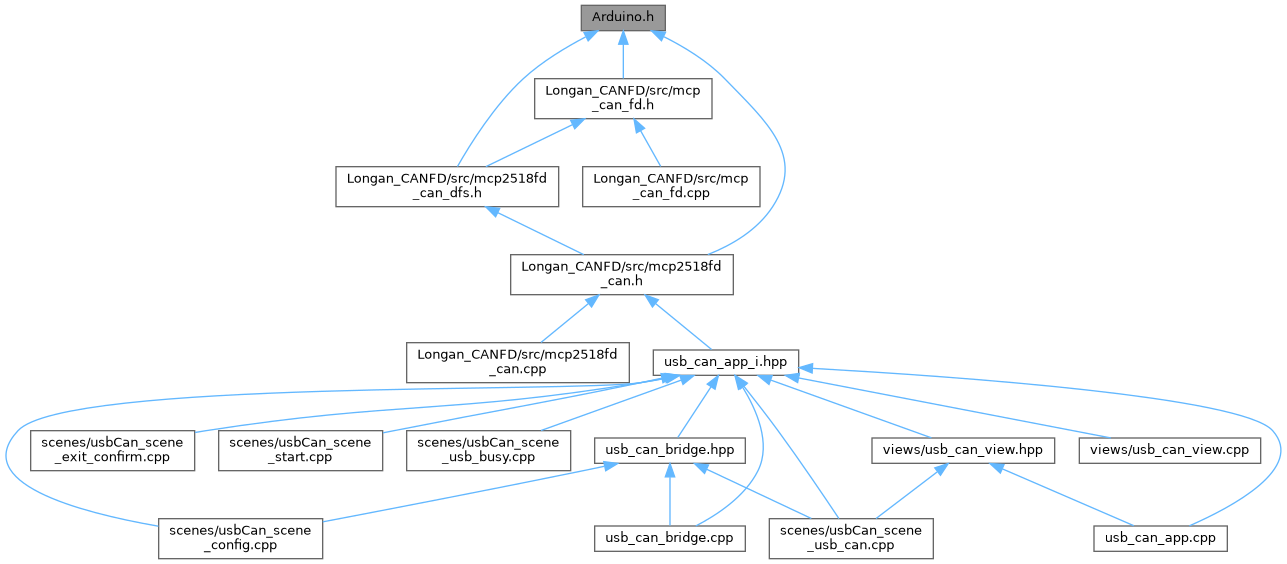 Arduino.h
Longan_CANFD/src/mcp
_can_fd.h
Longan_CANFD/src/mcp2518fd
_can_dfs.h
Longan_CANFD/src/mcp
_can_fd.cpp
Longan_CANFD/src/mcp2518fd
_can.h
Longan_CANFD/src/mcp2518fd
_can.cpp
usb_can_app_i.hpp
scenes/usbCan_scene
_exit_confirm.cpp
scenes/usbCan_scene
_start.cpp
scenes/usbCan_scene
_usb_busy.cpp
usb_can_bridge.hpp
views/usb_can_view.hpp
views/usb_can_view.cpp
scenes/usbCan_scene
_config.cpp
usb_can_bridge.cpp
scenes/usbCan_scene
_usb_can.cpp
usb_can_app.cpp